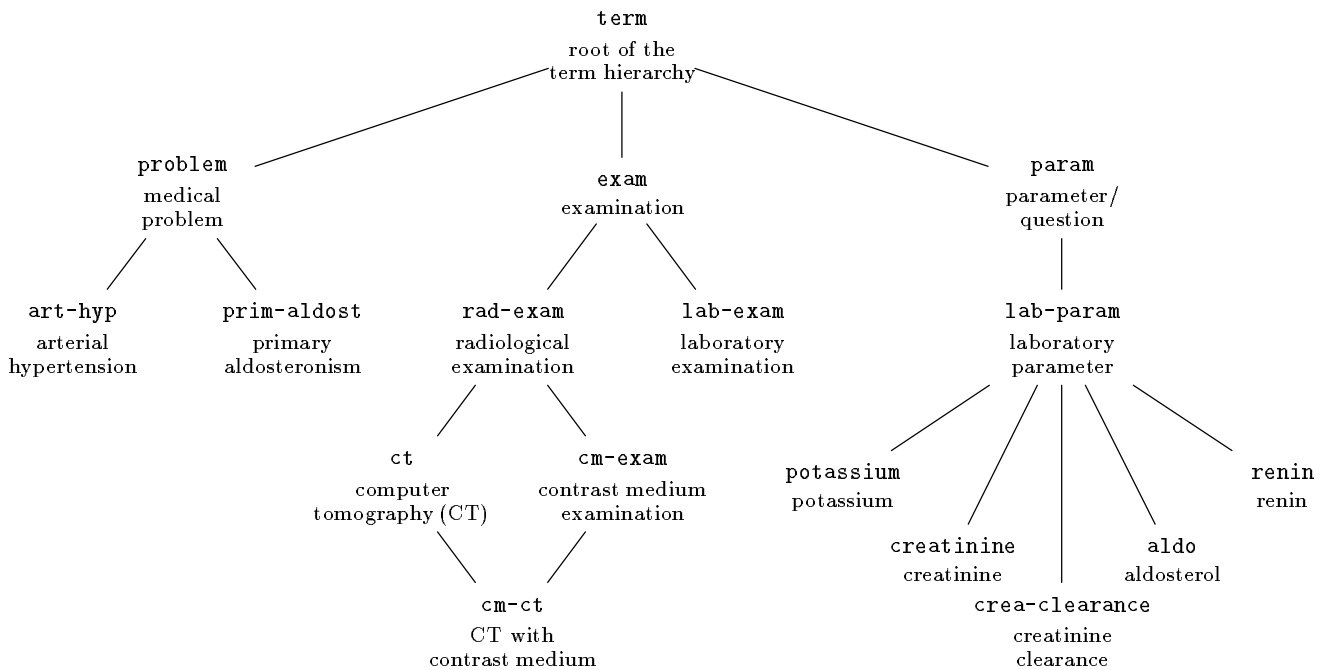 term
root of the
term hierarchy
problem
medical
problem
exam
examination
param
parameter/
question
art-hyp
arterial
hypertension
prim-aldost
primary
aldosteronism
rad-exam
radiological
examination
lab-exam
laboratory
examination
lab-param
laboratory
parameter
ct
computer
tomography (CT)
cm-exam
contrast medium
examination
potassium
potassium
renin
renin
creatinine
creatinine
aldo
aldosterol
cm-ct
CT with
contrast medium
crea-clearance
creatinine
clearance